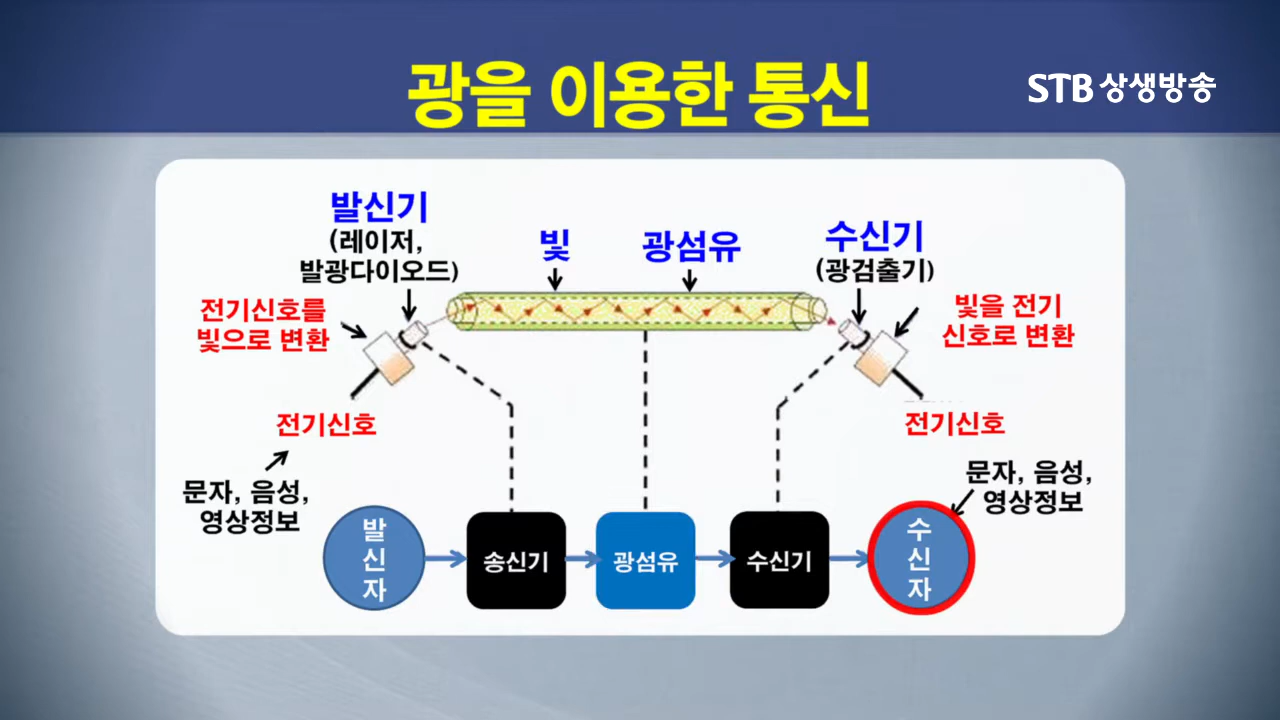 광을 이용한 통신
STB 상생방송
발신기
(레이저,
발광다이오드)
빛
광섬유
수신기
(광검출기)
전기신호를
빛으로 변환
빛을 전기
신호로 변환
전기신호
전기신호
문자, 음성,
영상정보
문자, 음성,
영상정보
발
신
자
송신기
광섬유
수신기
수
신
자